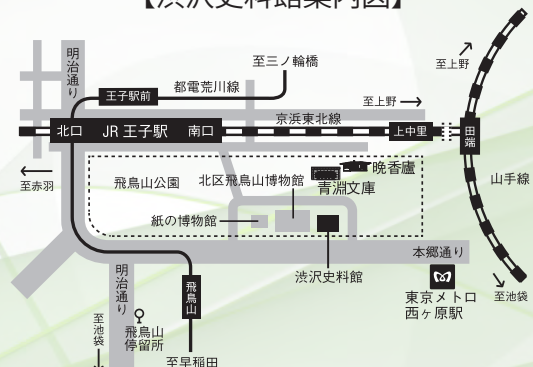 【渋沢史料館案内図】
明治通り
至三ノ輪橋
至上野
都電荒川線
王子駅前
至上野
京浜東北線
北口 JR 王子駅 南口
上中里
田端
至赤羽
飛鳥山公園
北区飛鳥山博物館
晩香廬
青淵文庫
山手線
紙の博物館
本郷通り
渋沢史料館
明治通り
飛鳥山
東京メトロ
西ヶ原駅
至池袋
至池袋
飛鳥山
停留所
至早稲田